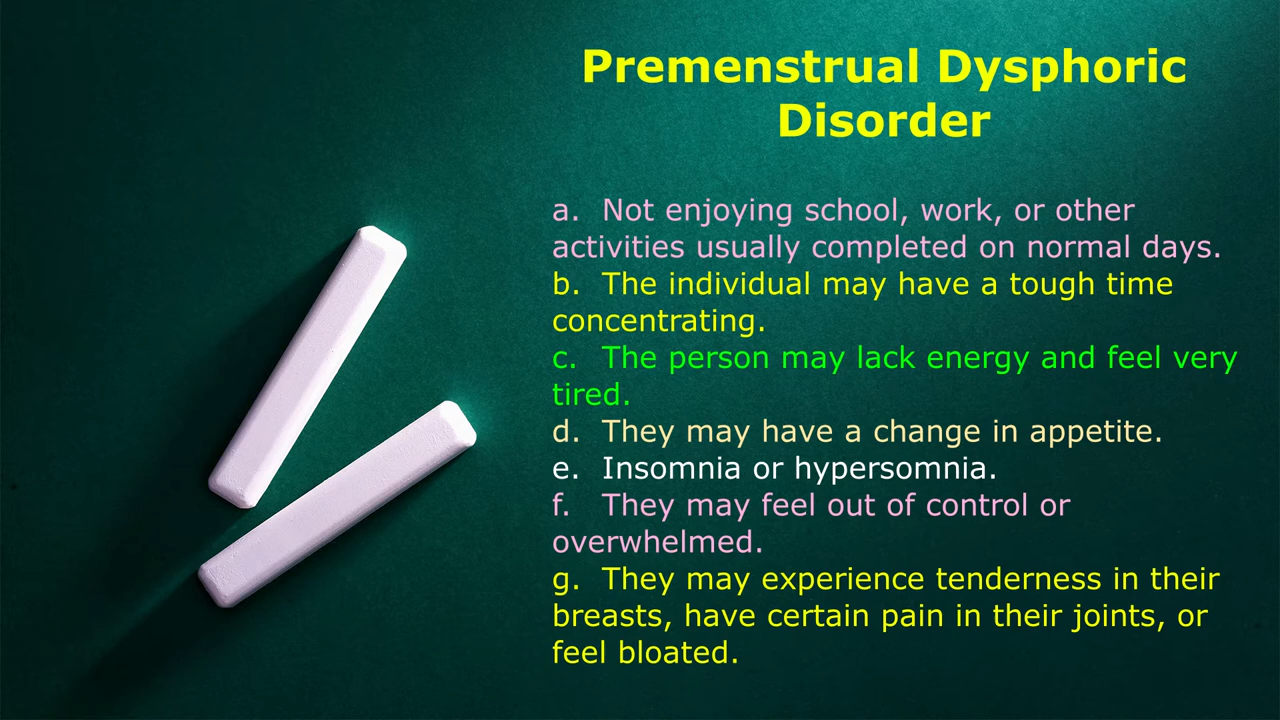 Premenstrual Dysphoric
Disorder
a. Not enjoying school, work, or other
activities usually completed on normal days.
b. The individual may have a tough time
concentrating.
c. The person may lack energy and feel very
tired.
d. They may have a change in appetite.
e. Insomnia or hypersomnia.
f. They may feel out of control or
overwhelmed.
g. They may experience tenderness in their
breasts, have certain pain in their joints, or
feel bloated.